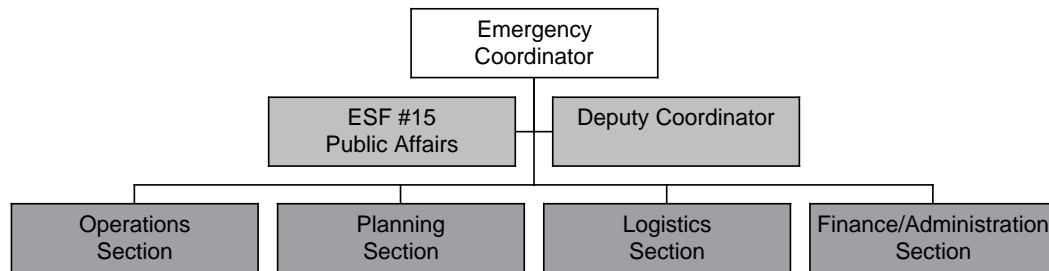 Emergency
Coordinator
ESF #15
Public Affairs
Deputy Coordinator
Operations
Section
Planning
Section
Logistics
Section
Finance/Administration
Section